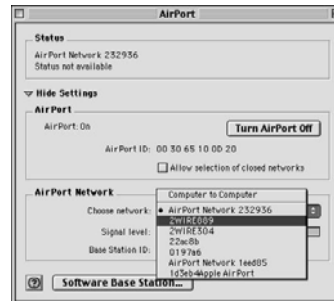 AirPort
Status
AirPort Network 232936
Status not available
Hide Settings
AirPort
AirPort: On
Turn AirPort Off
AirPort ID: 00 30 65 10 0D 20
Allow selection of closed networks
AirPort Network
Computer to Computer
Choose network:
AirPort Network 232936
2WIRE889
Signal level:
2WIRE304
22ac8b
Base Station ID:
0197a6
AirPort Network 1eed85
1d3eb4Apple AirPort
Software Base Station...